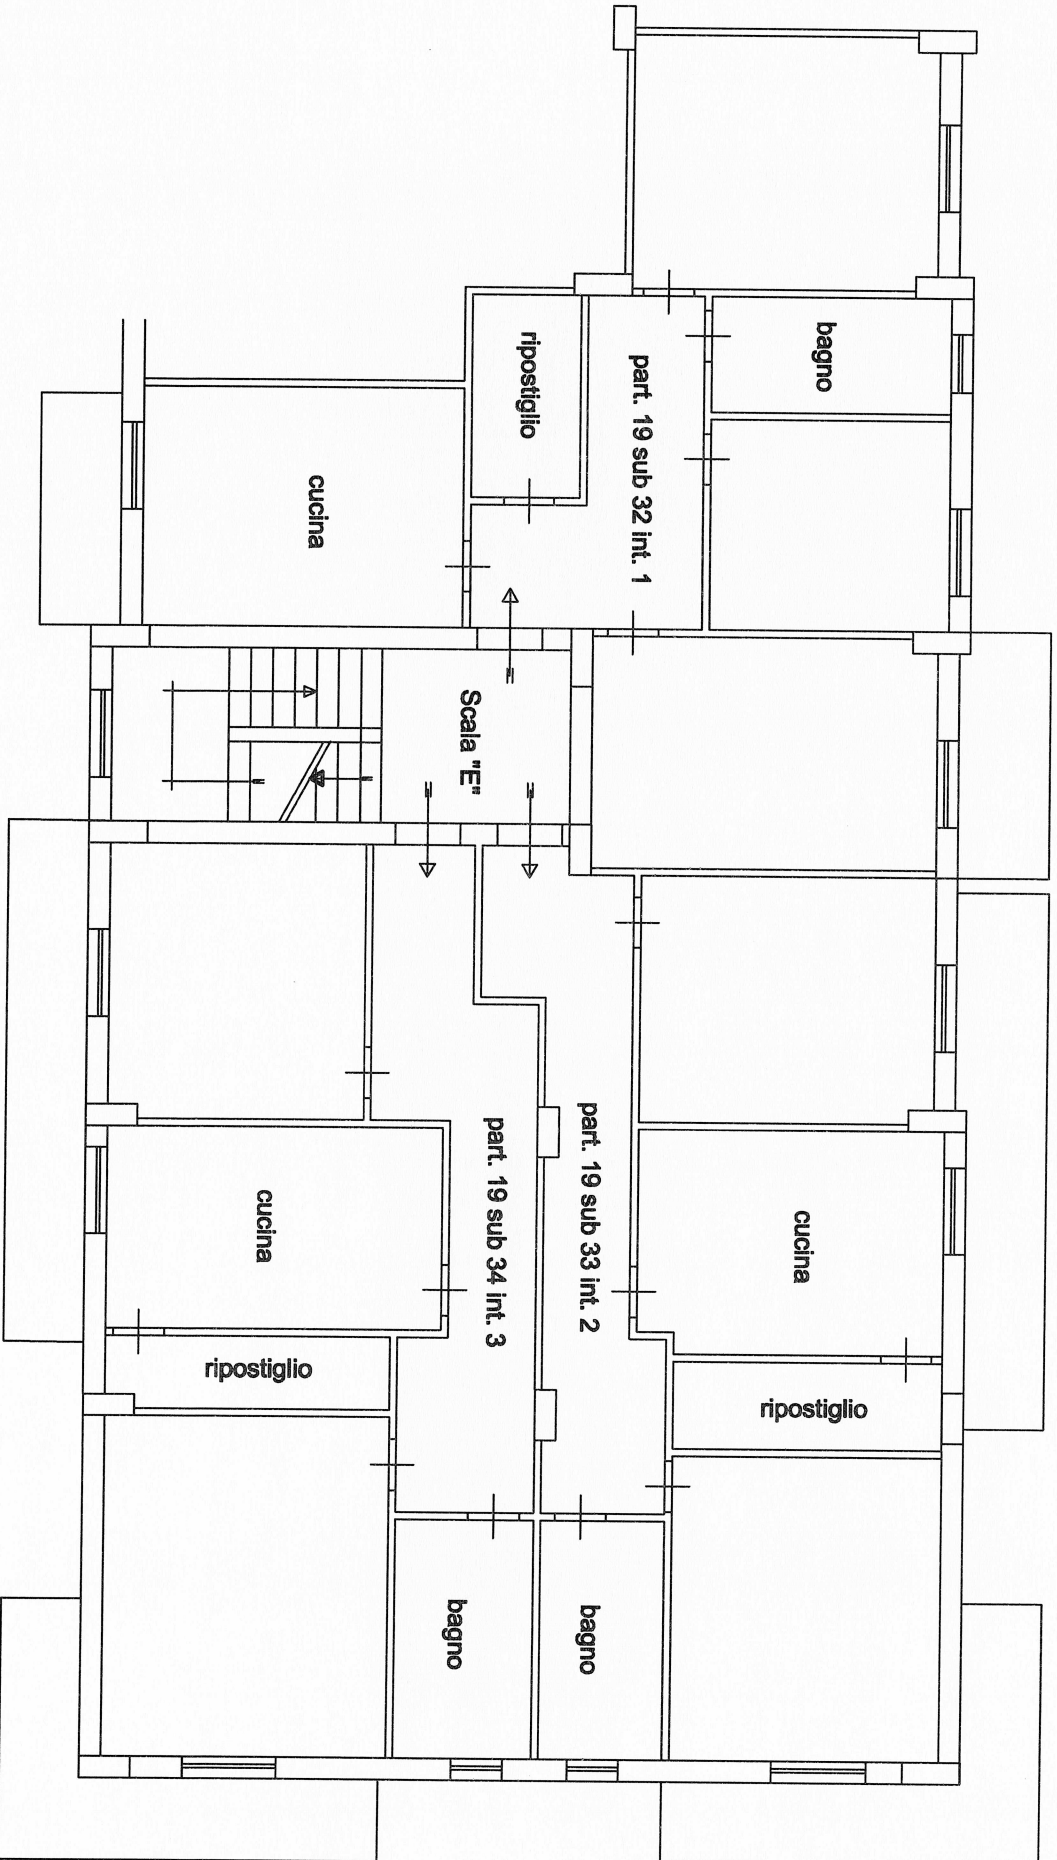 bagno
ripostiglio
part. 19 sub 32 int. 1
cucina
Scala "E"
part. 19 sub 33 int. 2
part. 19 sub 34 int. 3
cucina
cucina
ripostiglio
ripostiglio
bagno
bagno